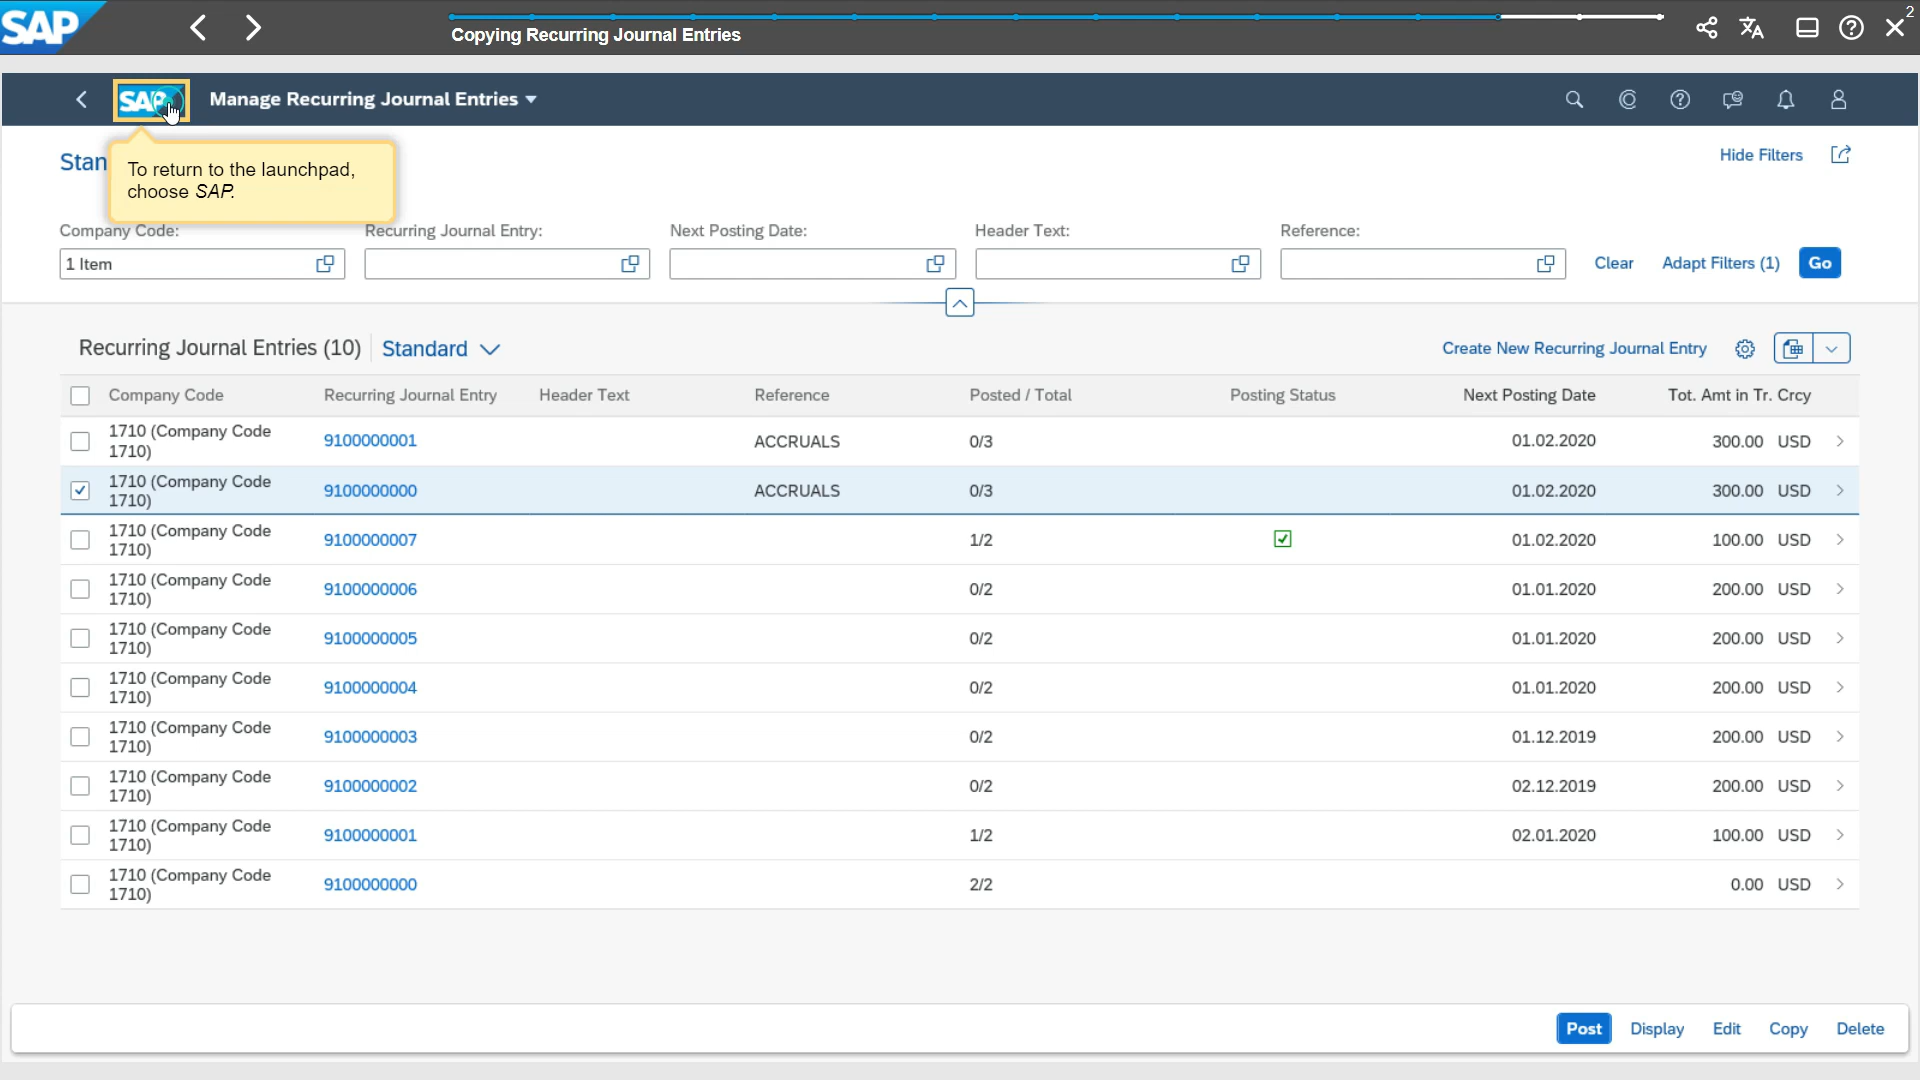 SAP
Copying Recurring Journal Entries
2
SAP
Manage Recurring Journal Entries
Stan
To return to the launchpad,
choose SAP.
Hide Filters
Company Code:
Recurring Journal Entry:
Next Posting Date:
Header Text:
Reference:
1 Item
Clear
Adapt Filters (1)
Go
Recurring Journal Entries (10)
Standard
Create New Recurring Journal Entry
Company Code Recurring Journal Entry Header Text Reference Posted / Total Posting Status Next Posting Date Tot. Amt in Tr. Crcy
1710 (Company Code
1710)
9100000001 ACCRUALS 0/3 01.02.2020 300.00 USD
1710 (Company Code
1710)
9100000000 ACCRUALS 0/3 01.02.2020 300.00 USD
1710 (Company Code
1710)
9100000007 1/2 01.02.2020 100.00 USD
1710 (Company Code
1710)
9100000006 0/2 01.01.2020 200.00 USD
1710 (Company Code
1710)
9100000005 0/2 01.01.2020 200.00 USD
1710 (Company Code
1710)
9100000004 0/2 01.01.2020 200.00 USD
1710 (Company Code
1710)
9100000003 0/2 01.12.2019 200.00 USD
1710 (Company Code
1710)
9100000002 0/2 02.12.2019 200.00 USD
1710 (Company Code
1710)
9100000001 1/2 02.01.2020 100.00 USD
1710 (Company Code
1710)
9100000000 2/2 0.00 USD
Post Display Edit Copy Delete